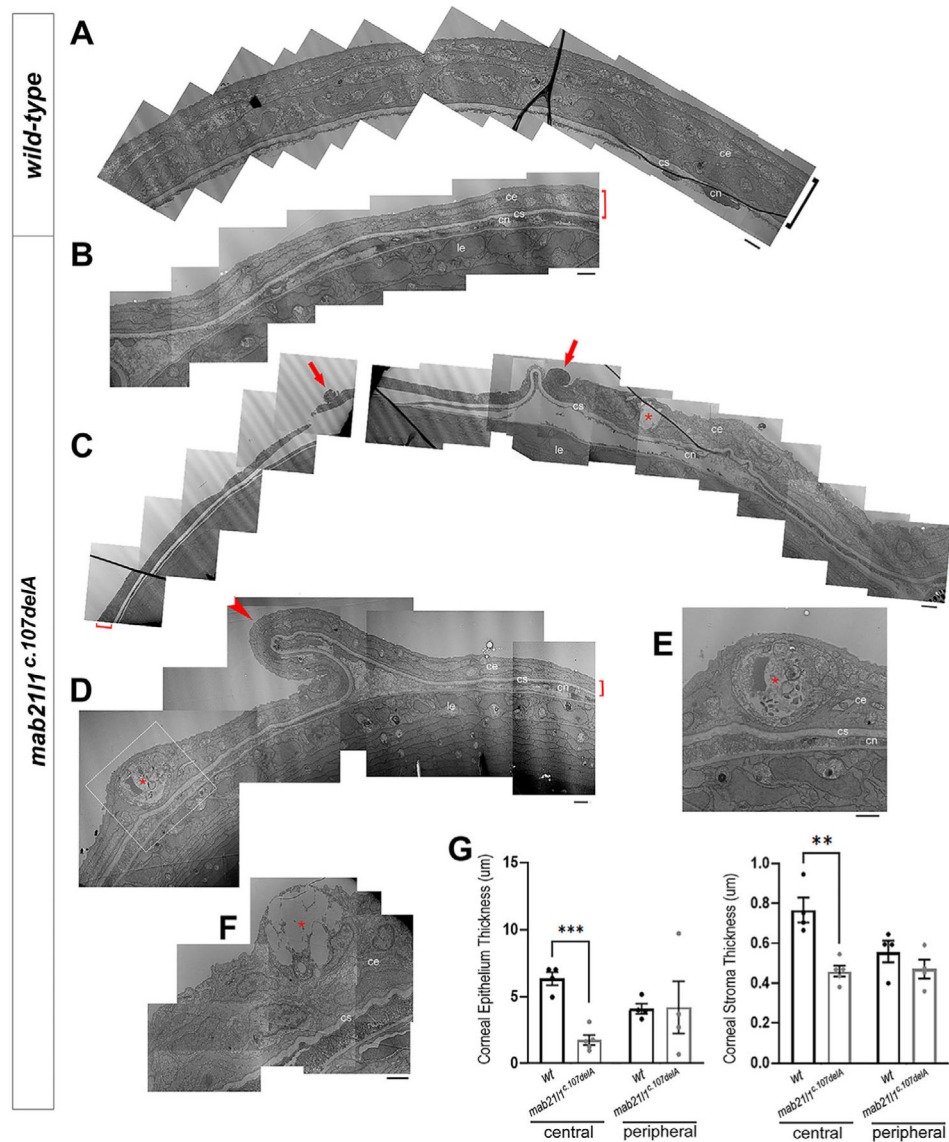 wild-type
mab21l1 c.107delA
A
ce
cs
cn
B
ce
cs
cn
le
C
cs
*
ce
cn
le
D
*
ce
cs
cn
le
E
*
ce
cs
cn
F
*
ce
cs
G
Corneal Epithelium Thickness (um)
15
10
5
0
***
wt
mab21l1c.107delA
wt
mab21l1c.107delA
central
peripheral
Corneal Stroma Thickness (um)
1.0
0.8
0.6
0.4
0.2
0.0
**
wt
mab21l1c.107delA
wt
mab21l1c.107delA
central
peripheral